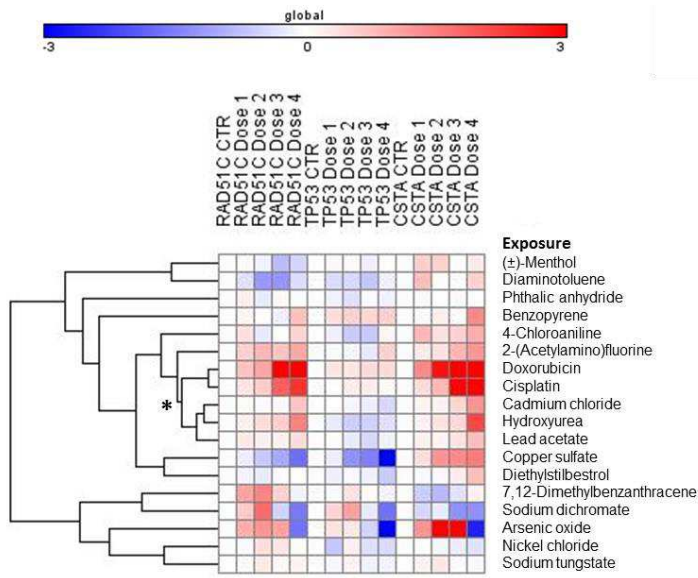 global
-3 0 3
RAD51C CTR
RAD51C Dose 1
RAD51C Dose 2
RAD51C Dose 3
RAD51C Dose 4
TP53 CTR
TP53 Dose 1
TP53 Dose 2
TP53 Dose 3
TP53 Dose 4
CSTA CTR
CSTA Dose 1
CSTA Dose 2
CSTA Dose 3
CSTA Dose 4
Exposure
(±)-Menthol
Diaminotoluene
Phthalic anhydride
Benzopyrene
4-Chloroaniline
2-(Acetylamino)fluorine
Doxorubicin
Cisplatin
*
Cadmium chloride
Hydroxyurea
Lead acetate
Copper sulfate
Diethylstilbestrol
7,12-Dimethylbenzanthracene
Sodium dichromate
Arsenic oxide
Nickel chloride
Sodium tungstate